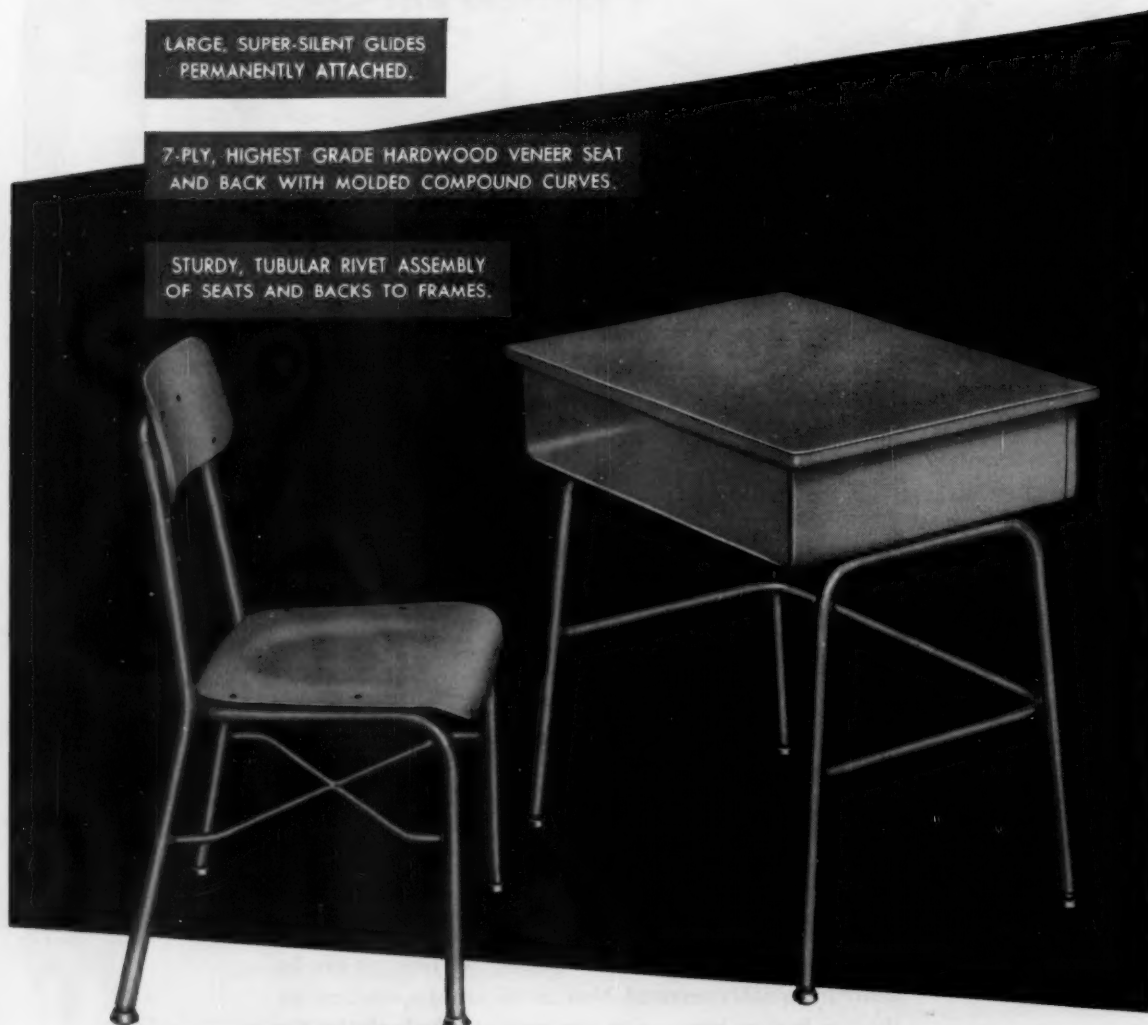 LARGE, SUPER-SILENT GLIDES
PERMANENTLY ATTACHED.
7-PLY, HIGHEST GRADE HARDWOOD VENEER SEAT
AND BACK WITH MOLDED COMPOUND CURVES.
STURDY, TUBULAR RIVET ASSEMBLY
OF SEATS AND BACKS TO FRAMES.